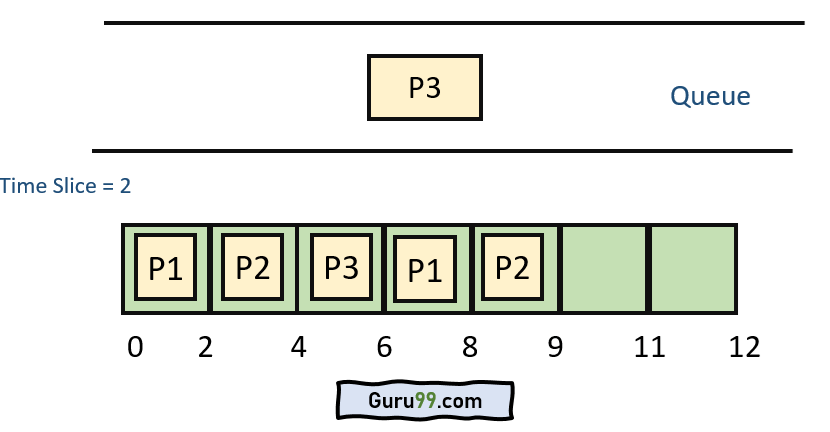 P3
Queue
Time Slice = 2
P1 P2 P3 P1 P2
0 2 4 6 8 9 11 12
Guru99.com